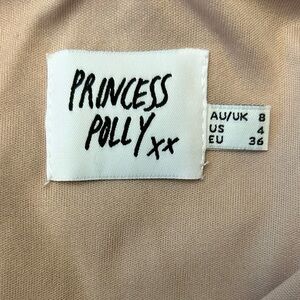 PRINCESS
POLLY xx
AU/UK 8
US 4
EU 36